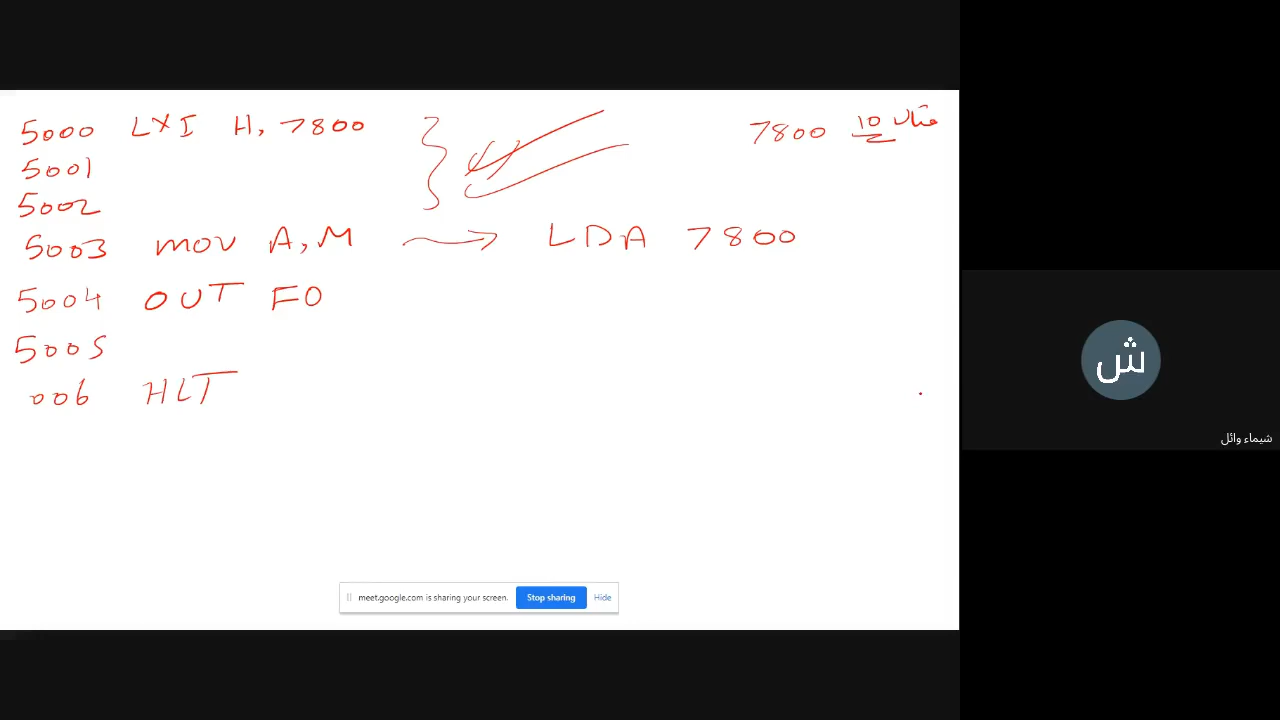 5000 LXI H, 7800
7800 مثال 10
5001
5002
5003 MOV A, M → LDA 7800
5004 OUT F0
5005
006 HLT
ش
شيماء وائل
meet.google.com is sharing your screen. Stop sharing Hide